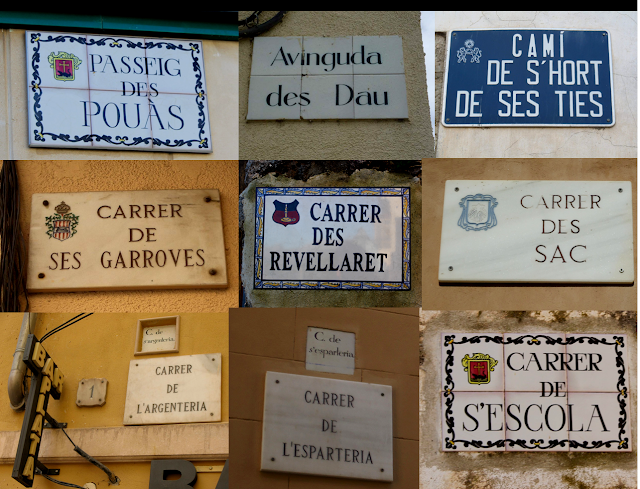 PASSEIG
DES
POUÀS
Avinguda
des Dau
CAMÍ
DE S'HORT
DE SES TIES
CARRER
DE
SES GARROVES
CARRER
DES
REVELLARET
CARRER
DES
SAC
C. de
s'argenteria.
CARRER
DE
L'ARGENTERIA
1
BAR
C. de
s'esparteria.
CARRER
DE
L'ESPARTERIA
CARRER
DE
S'ESCOLA